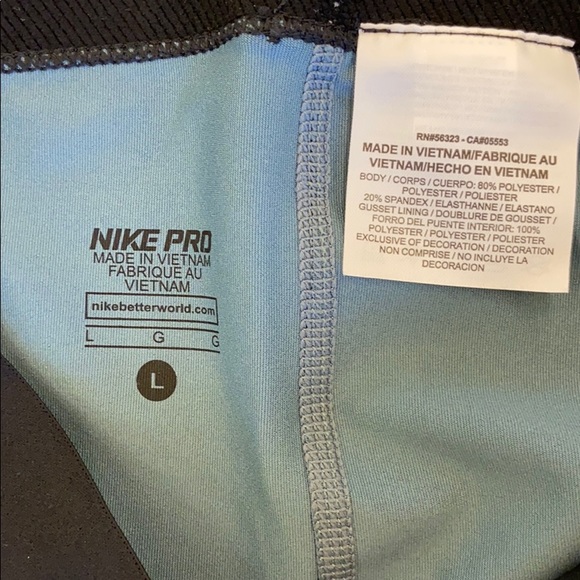 NIKE PRO
MADE IN VIETNAM
FABRIQUE AU
VIETNAM
nikebetterworld.com
L G G
L
RN#56323 - CA#05553
MADE IN VIETNAM/FABRIQUE AU
VIETNAM/HECHO EN VIETNAM
BODY / CORPS / CUERPO: 80% POLYESTER /
POLYESTER / POLIESTER
20% SPANDEX / ELASTHANNE / ELASTANO
GUSSET LINING / DOUBLURE DE GOUSSET /
FORRO DEL PUENTE INTERIOR: 100%
POLYESTER / POLYESTER / POLIESTER
EXCLUSIVE OF DECORATION / DECORATION
NON COMPRISE / NO INCLUYE LA
DECORACION